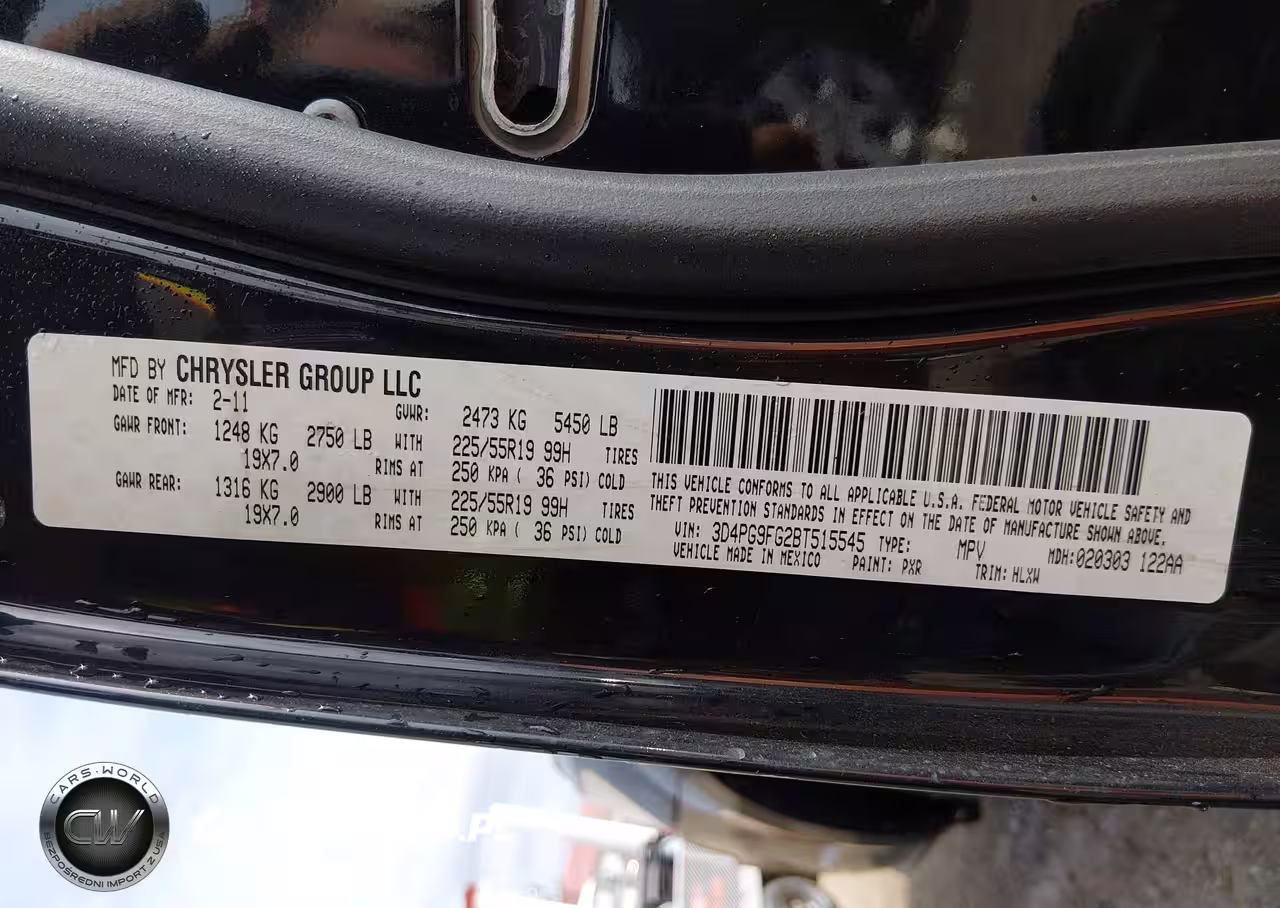 MFD BY CHRYSLER GROUP LLC
DATE OF MFR: 2-11 GVWR: 2473 KG 5450 LB
GAWR FRONT: 1248 KG 2750 LB WITH 225/55R19 99H TIRES
19X7.0 RIMS AT 250 KPA ( 36 PSI) COLD
GAWR REAR: 1316 KG 2900 LB WITH 225/55R19 99H TIRES
19X7.0 RIMS AT 250 KPA ( 36 PSI) COLD
THIS VEHICLE CONFORMS TO ALL APPLICABLE U.S.A. FEDERAL MOTOR VEHICLE SAFETY AND
THEFT PREVENTION STANDARDS IN EFFECT ON THE DATE OF MANUFACTURE SHOWN ABOVE.
VIN: 3D4PG9FG2BT515545 TYPE: MPV MDH:020303 122AA
VEHICLE MADE IN MEXICO PAINT: PXR TRIM: HLXW
CARS·WORLD
CW
BEZPOŚREDNI IMPORT Z USA